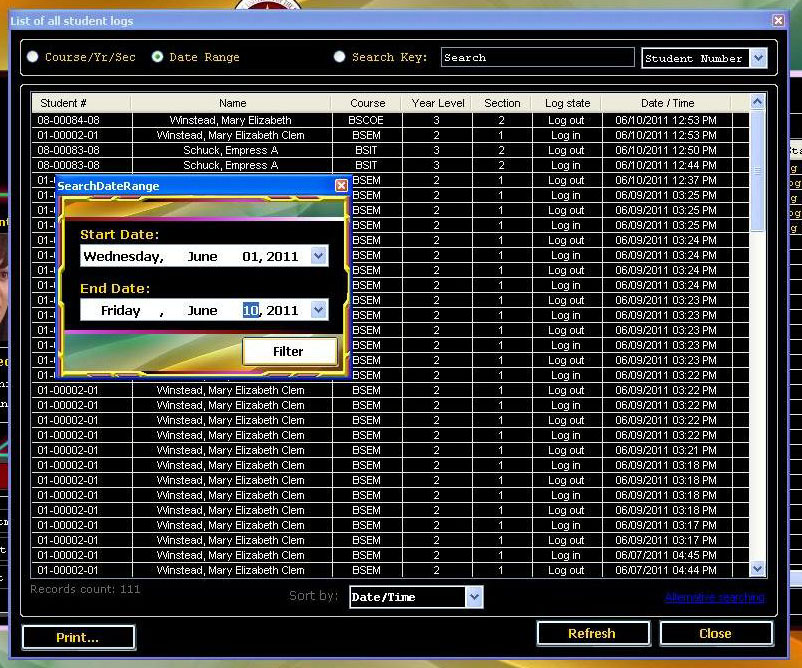 List of all student logs
Course/Yr/Sec Date Range Search Key: Search Student Number
Student # Name Course Year Level Section Log state Date / Time
08-00084-08 Winstead, Mary Elizabeth BSCOE 3 2 Log out 06/10/2011 12:53 PM
01-00002-01 Winstead, Mary Elizabeth Clem BSEM 2 1 Log out 06/10/2011 12:53 PM
08-00083-08 Schuck, Empress A BSIT 3 2 Log out 06/10/2011 12:50 PM
08-00083-08 Schuck, Empress A BSIT 3 2 Log in 06/10/2011 12:44 PM
01- BSEM 2 1 Log out 06/10/2011 12:37 PM
01- BSEM 2 1 Log in 06/09/2011 03:25 PM
01- BSEM 2 1 Log out 06/09/2011 03:25 PM
01- BSEM 2 1 Log in 06/09/2011 03:25 PM
01- BSEM 2 1 Log out 06/09/2011 03:24 PM
01- BSEM 2 1 Log in 06/09/2011 03:24 PM
01- BSEM 2 1 Log out 06/09/2011 03:24 PM
01- BSEM 2 1 Log in 06/09/2011 03:24 PM
01- BSEM 2 1 Log out 06/09/2011 03:23 PM
01- BSEM 2 1 Log in 06/09/2011 03:23 PM
01- BSEM 2 1 Log out 06/09/2011 03:23 PM
01- BSEM 2 1 Log in 06/09/2011 03:23 PM
01- BSEM 2 1 Log out 06/09/2011 03:23 PM
01- BSEM 2 1 Log in 06/09/2011 03:22 PM
SearchDateRange
Start Date:
Wednesday, June 01, 2011
End Date:
Friday , June 10, 2011
Filter
01-00002-01 Winstead, Mary Elizabeth Clem BSEM 2 1 Log out 06/09/2011 03:22 PM
01-00002-01 Winstead, Mary Elizabeth Clem BSEM 2 1 Log in 06/09/2011 03:22 PM
01-00002-01 Winstead, Mary Elizabeth Clem BSEM 2 1 Log out 06/09/2011 03:22 PM
01-00002-01 Winstead, Mary Elizabeth Clem BSEM 2 1 Log in 06/09/2011 03:22 PM
01-00002-01 Winstead, Mary Elizabeth Clem BSEM 2 1 Log out 06/09/2011 03:21 PM
01-00002-01 Winstead, Mary Elizabeth Clem BSEM 2 1 Log in 06/09/2011 03:18 PM
01-00002-01 Winstead, Mary Elizabeth Clem BSEM 2 1 Log out 06/09/2011 03:18 PM
01-00002-01 Winstead, Mary Elizabeth Clem BSEM 2 1 Log in 06/09/2011 03:18 PM
01-00002-01 Winstead, Mary Elizabeth Clem BSEM 2 1 Log out 06/09/2011 03:18 PM
01-00002-01 Winstead, Mary Elizabeth Clem BSEM 2 1 Log in 06/09/2011 03:17 PM
01-00002-01 Winstead, Mary Elizabeth Clem BSEM 2 1 Log out 06/09/2011 03:17 PM
01-00002-01 Winstead, Mary Elizabeth Clem BSEM 2 1 Log in 06/07/2011 04:45 PM
01-00002-01 Winstead, Mary Elizabeth Clem BSEM 2 1 Log out 06/07/2011 04:44 PM
Records count: 111
Sort by: Date/Time
Alternative searching
Print... Refresh Close